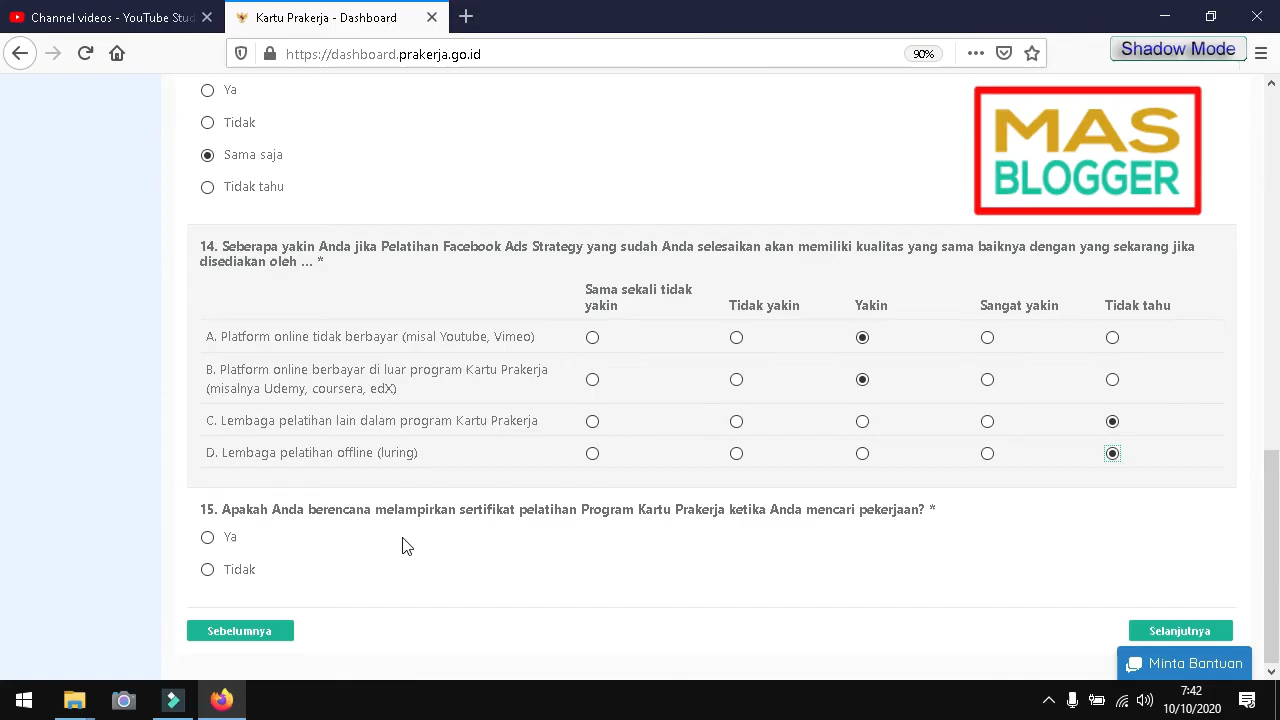 Channel videos - YouTube Stud
Kartu Prakerja - Dashboard
https://dashboard.prakerja.go.id
90%
Shadow Mode
Ya
Tidak
Sama saja
Tidak tahu
MAS
BLOGGER
14. Seberapa yakin Anda jika Pelatihan Facebook Ads Strategy yang sudah Anda selesaikan akan memiliki kualitas yang sama baiknya dengan yang sekarang jika
disediakan oleh ... *
Sama sekali tidak
yakin
Tidak yakin
Yakin
Sangat yakin
Tidak tahu
A. Platform online tidak berbayar (misal Youtube, Vimeo)
B. Platform online berbayar di luar program Kartu Prakerja
(misalnya Udemy, coursera, edX)
C. Lembaga pelatihan lain dalam program Kartu Prakerja
D. Lembaga pelatihan offline (luring)
15. Apakah Anda berencana melampirkan sertifikat pelatihan Program Kartu Prakerja ketika Anda mencari pekerjaan? *
Ya
Tidak
Sebelumnya
Selanjutnya
Minta Bantuan
7:42
10/10/2020